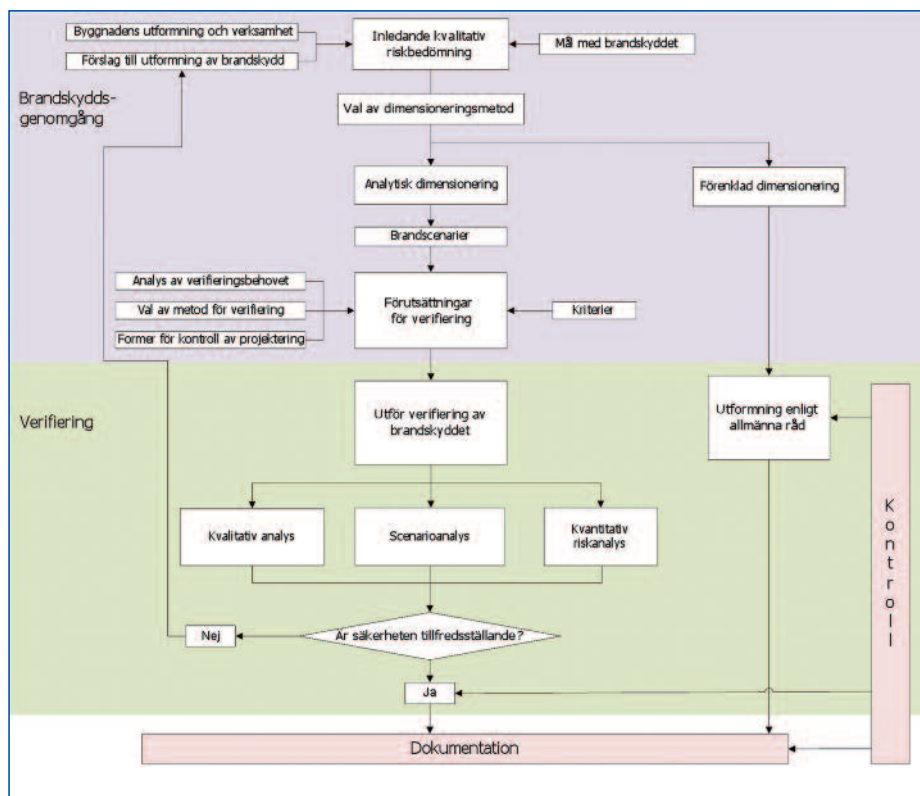 Byggnadens utformning och verksamhet
Förslag till utformning av brandskydd
Inledande kvalitativ
riskbedömning
Mål med brandskyddet
Brandskydds-
genomgång
Val av dimensioneringsmetod
Analytisk dimensionering
Förenklad dimensionering
Brandscenarier
Analys av verifieringsbehovet
Val av metod för verifiering
Former för kontroll av projektering
Förutsättningar
för verifiering
Kriterier
Verifiering
Utför verifiering av
brandskyddet
Utformning enligt
allmänna råd
Kvalitativ analys
Scenarioanalys
Kvantitativ
riskanalys
Kontroll
Är säkerheten tillfredsställande?
Nej
Ja
Dokumentation